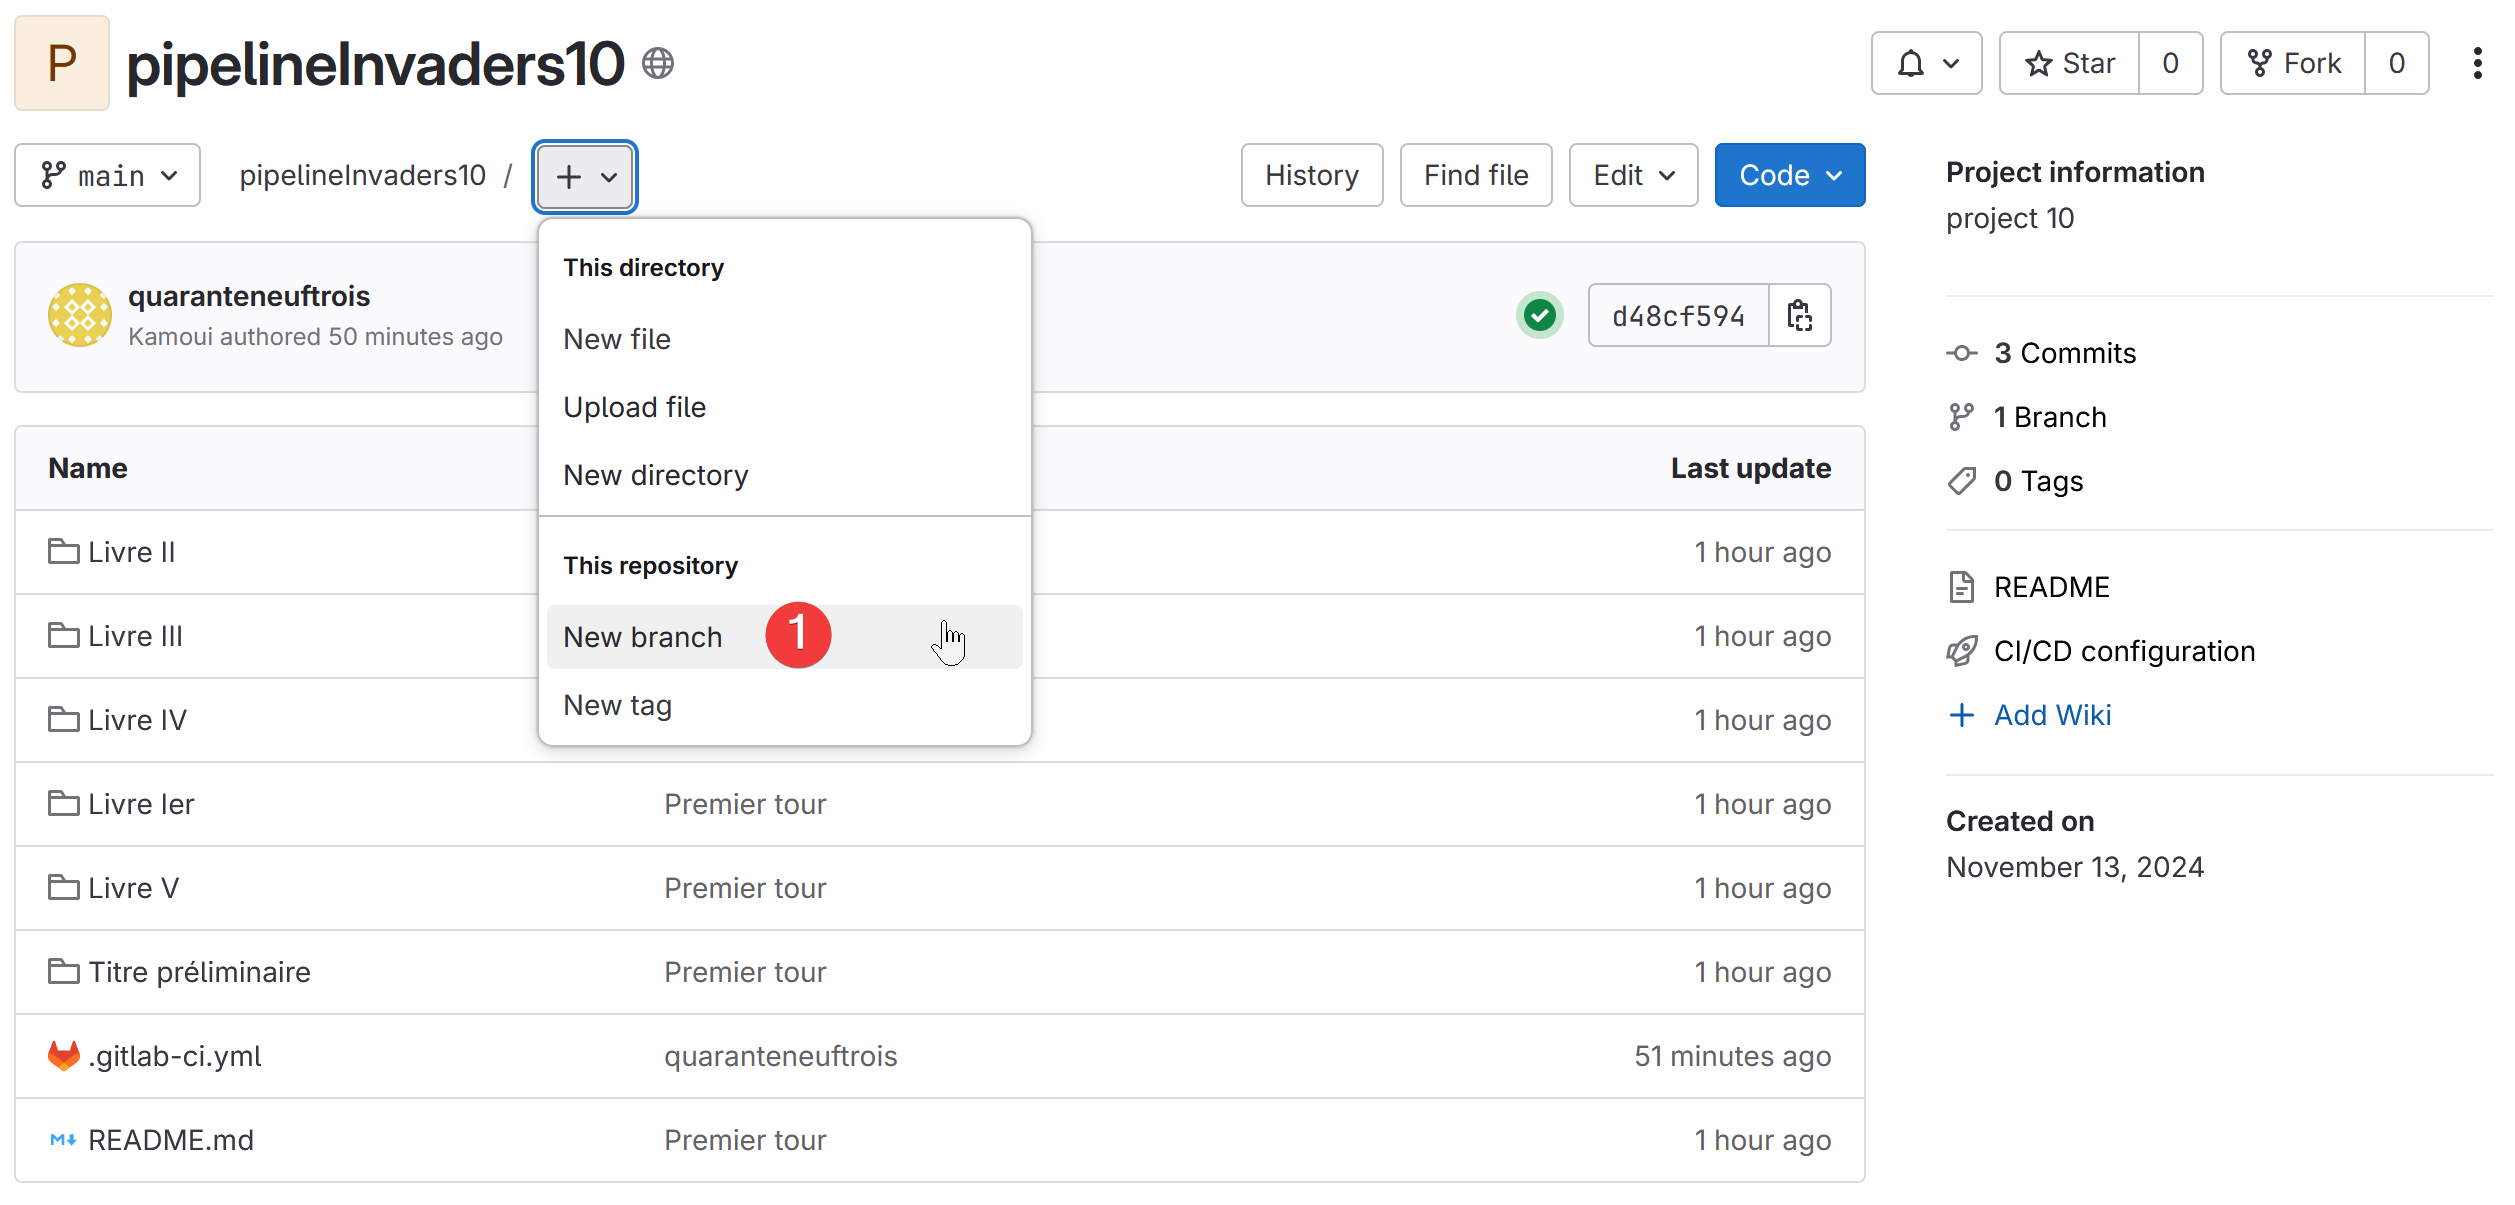 P
pipelineInvaders10
Star 0
Fork 0
main
pipelineInvaders10 /
History
Find file
Edit
Code
This directory
New file
Upload file
New directory
This repository
New branch
1
New tag
quaranteneuftrois
Kamoui authored 50 minutes ago
d48cf594
Name Last update
Livre II 1 hour ago
Livre III 1 hour ago
Livre IV 1 hour ago
Livre Ier Premier tour 1 hour ago
Livre V Premier tour 1 hour ago
Titre préliminaire Premier tour 1 hour ago
.gitlab-ci.yml quaranteneuftrois 51 minutes ago
README.md Premier tour 1 hour ago
Project information
project 10
3 Commits
1 Branch
0 Tags
README
CI/CD configuration
Add Wiki
Created on
November 13, 2024